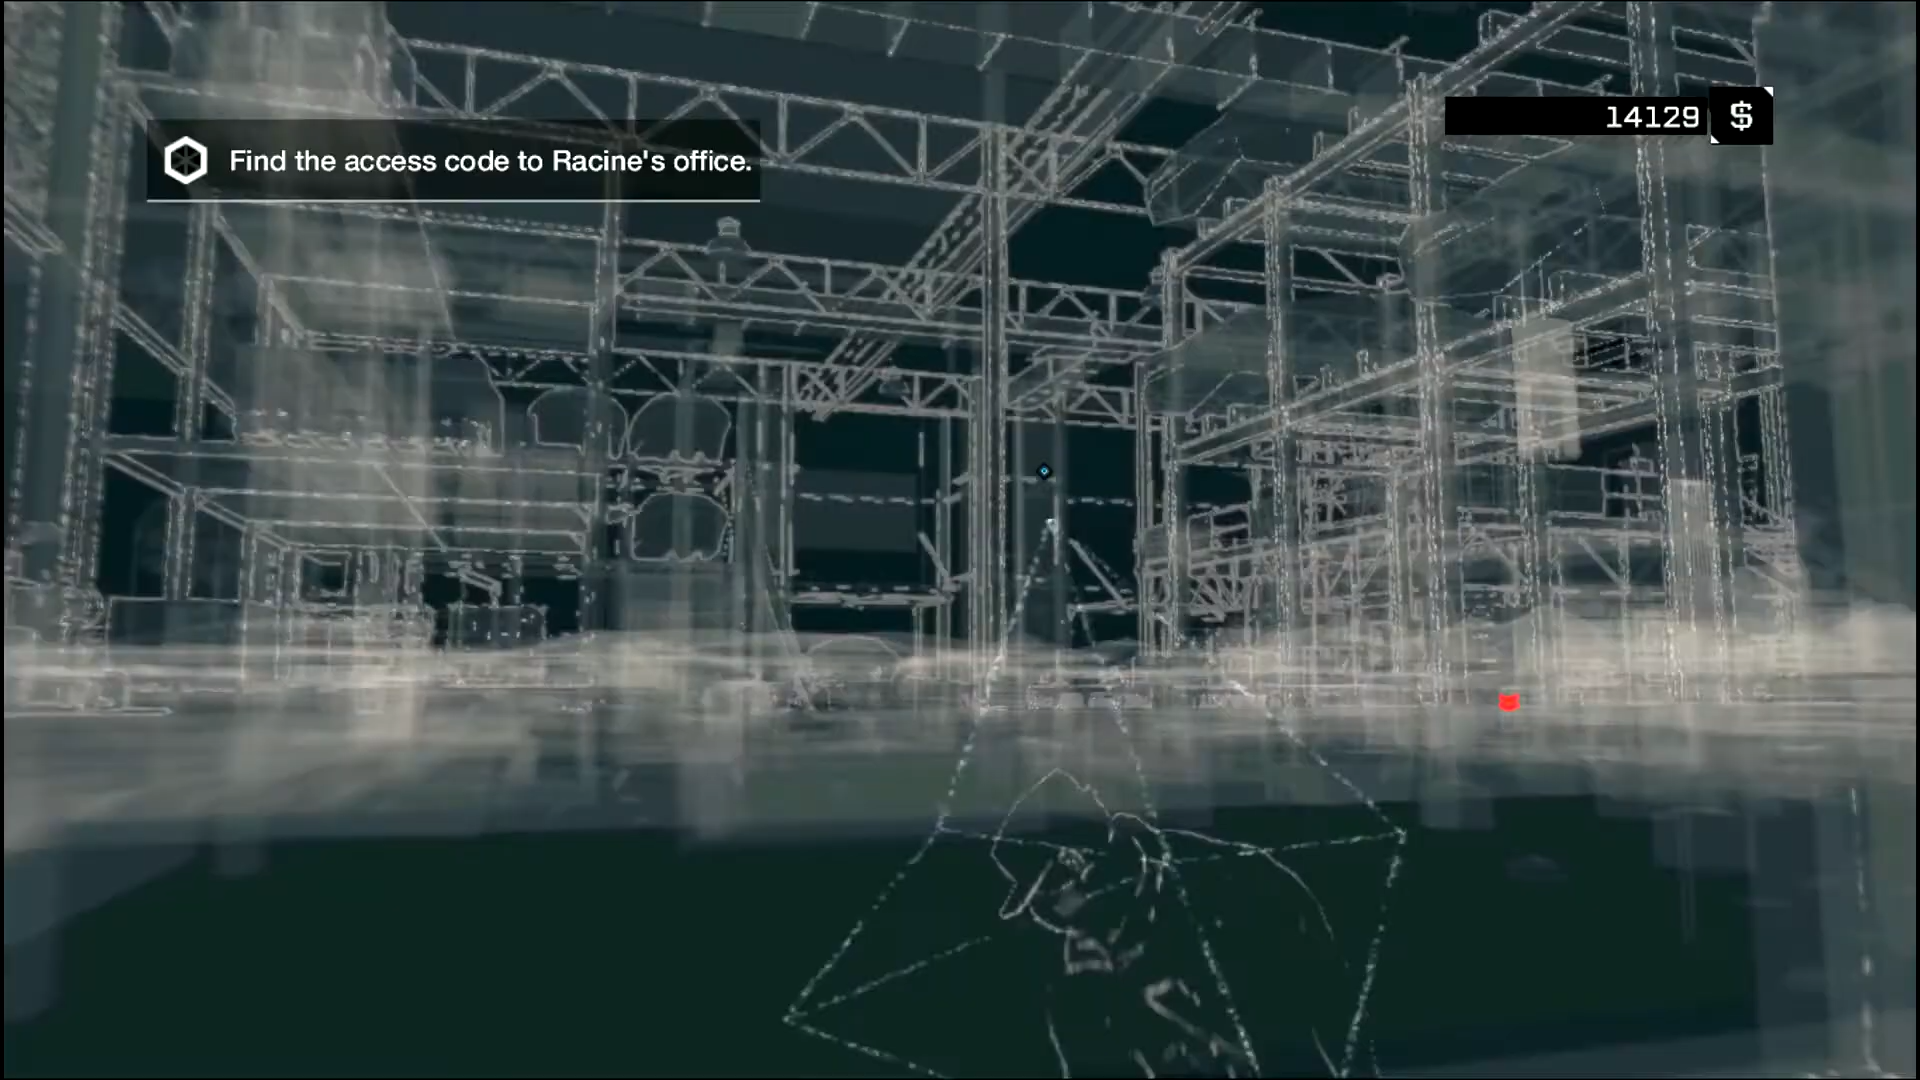 Find the access code to Racine's office.
14129 $